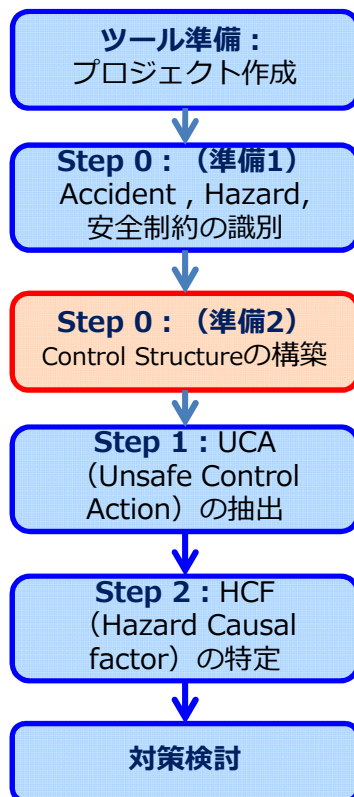 ツール準備：
プロジェクト作成
Step 0：（準備1）
Accident , Hazard,
安全制約の識別
Step 0：（準備2）
Control Structureの構築
Step 1：UCA
（Unsafe Control
Action）の抽出
Step 2：HCF
（Hazard Causal
factor）の特定
対策検討